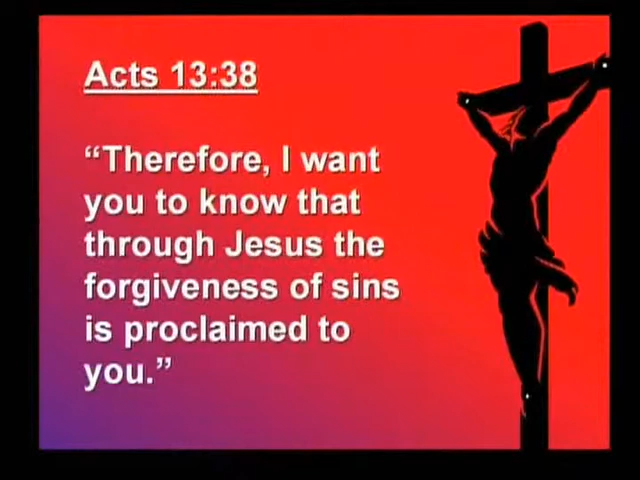 Acts 13:38
“Therefore, I want
you to know that
through Jesus the
forgiveness of sins
is proclaimed to
you.”